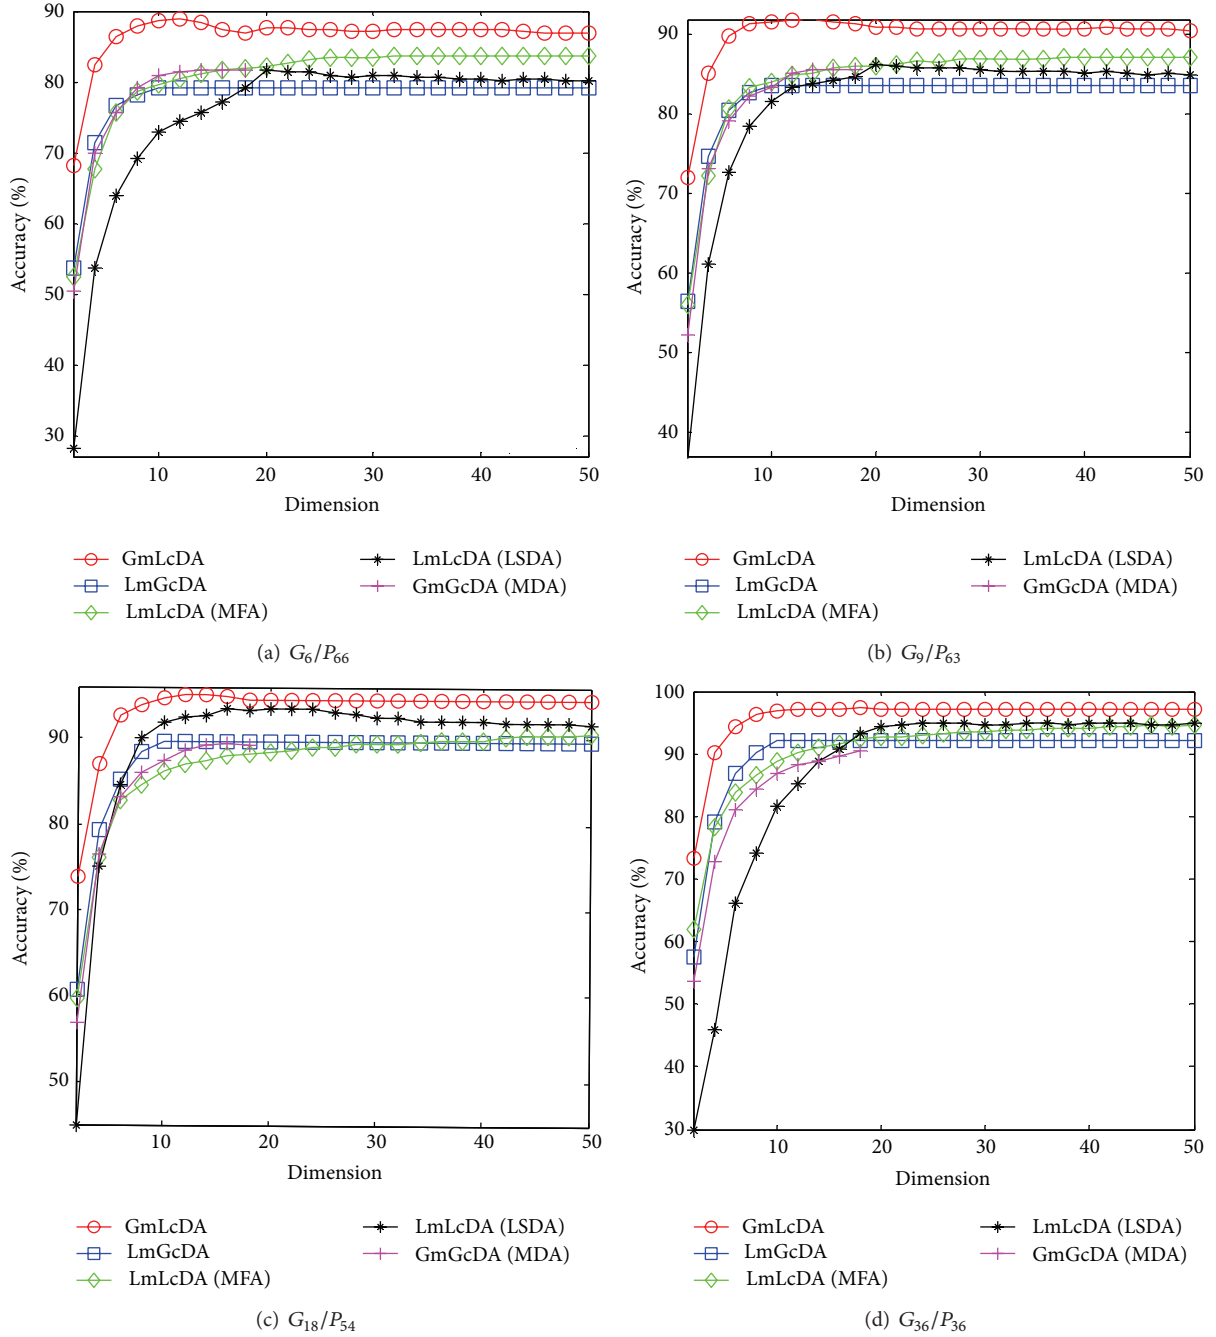 90
80
70
60
50
40
30
10 20 30 40 50
Accuracy (%)
Dimension
GmLcDA
LmGcDA
LmLcDA (MFA)
LmLcDA (LSDA)
GmGcDA (MDA)
(a) G6/P66
90
80
70
60
50
40
10 20 30 40 50
Accuracy (%)
Dimension
GmLcDA
LmGcDA
LmLcDA (MFA)
LmLcDA (LSDA)
GmGcDA (MDA)
(b) G9/P63
90
80
70
60
50
10 20 30 40 50
Accuracy (%)
Dimension
GmLcDA
LmGcDA
LmLcDA (MFA)
LmLcDA (LSDA)
GmGcDA (MDA)
(c) G18/P54
100
90
80
70
60
50
40
30
10 20 30 40 50
Accuracy (%)
Dimension
GmLcDA
LmGcDA
LmLcDA (MFA)
LmLcDA (LSDA)
GmGcDA (MDA)
(d) G36/P36